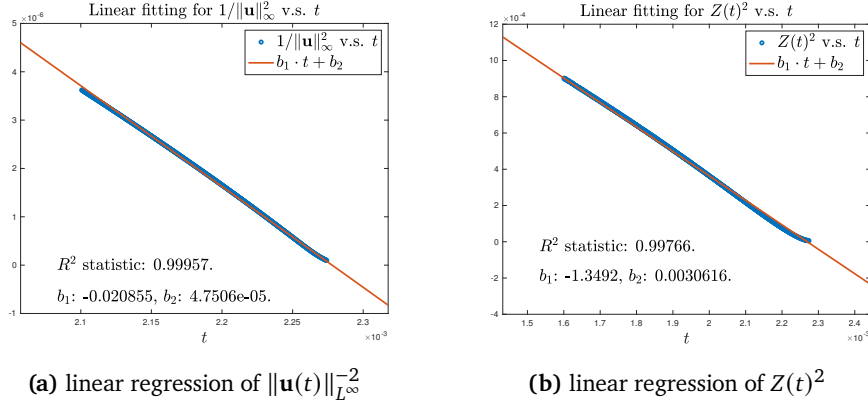 Linear fitting for 1/‖u‖²∞ v.s. t
×10⁻⁶
5
4
3
2
1
0
-1
1/‖u‖²∞ v.s. t
b₁ · t + b₂
R² statistic: 0.99957.
b₁: -0.020855, b₂: 4.7506e-05.
2.1
2.15
2.2
2.25
2.3
×10⁻³
t
(a) linear regression of ‖u(t)‖⁻²_L∞
Linear fitting for Z(t)² v.s. t
×10⁻⁴
12
10
8
6
4
2
0
-2
-4
Z(t)² v.s. t
b₁ · t + b₂
R² statistic: 0.99766.
b₁: -1.3492, b₂: 0.0030616.
1.5
1.6
1.7
1.8
1.9
2
2.1
2.2
2.3
2.4
×10⁻³
t
(b) linear regression of Z(t)²